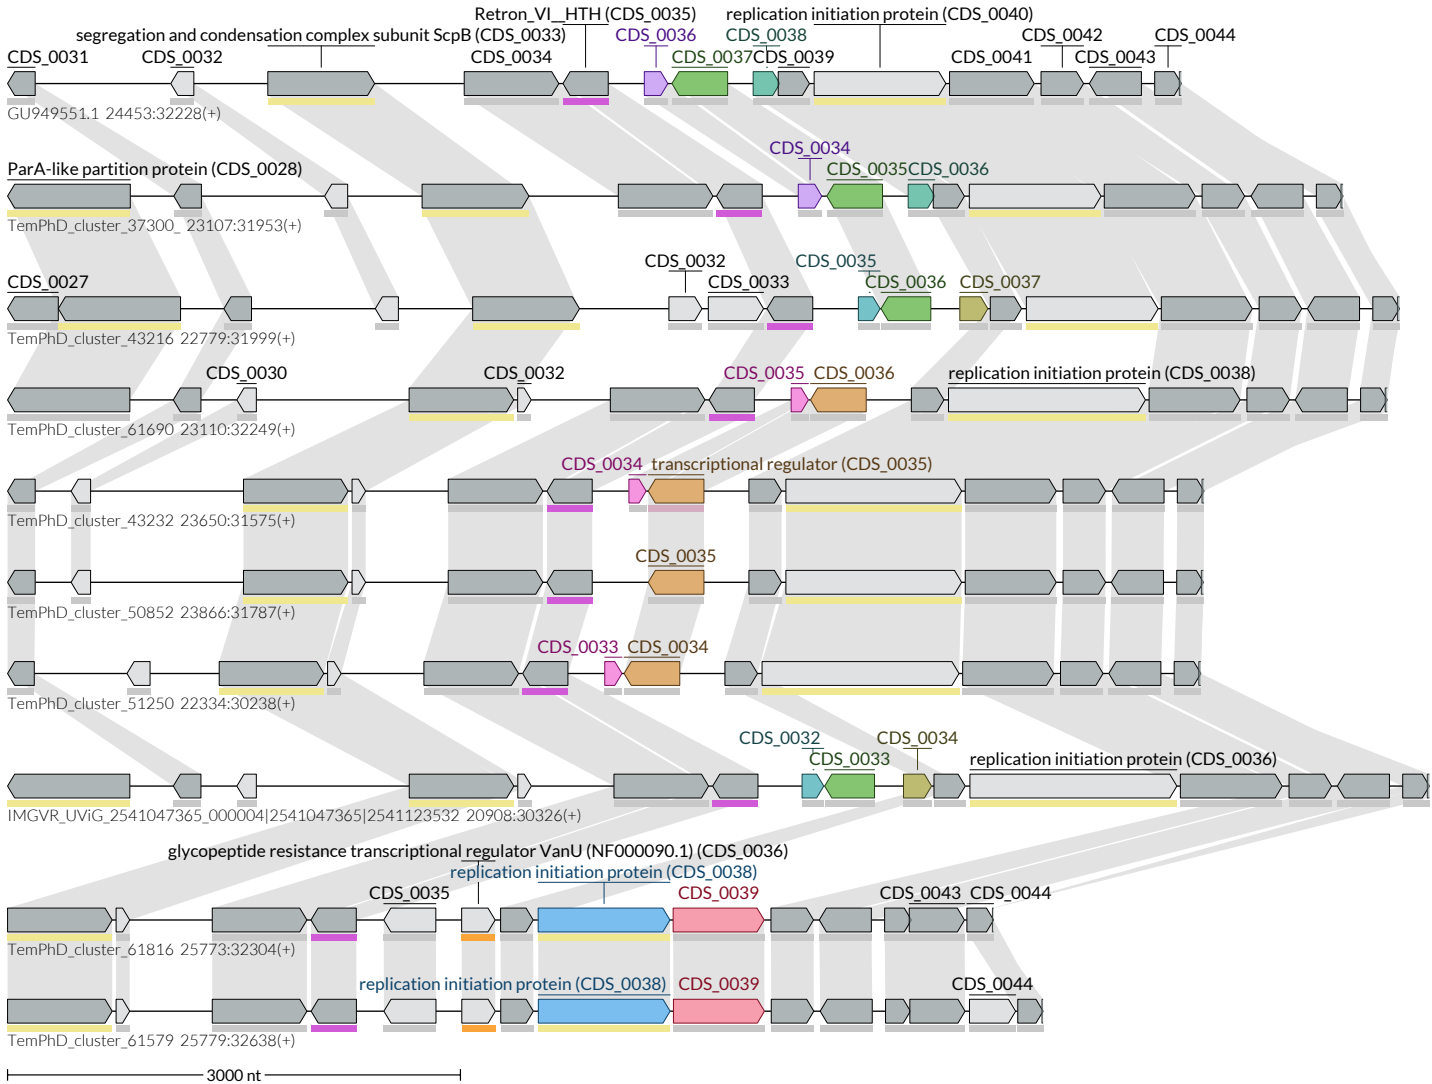 Retron_VI__HTH (CDS_0035) replication initiation protein (CDS_0040)
segregation and condensation complex subunit ScpB (CDS_0033) CDS_0036 CDS_0038 CDS_0042 CDS_0044
CDS_0031 CDS_0032 CDS_0034 CDS_0037 CDS_0039 CDS_0041 CDS_0043
GU949551.1 24453:32228(+)
CDS_0034
ParA-like partition protein (CDS_0028) CDS_0035 CDS_0036
TemPhD_cluster_37300_ 23107:31953(+)
CDS_0032 CDS_0035
CDS_0027 CDS_0033 CDS_0036 CDS_0037
TemPhD_cluster_43216 22779:31999(+)
CDS_0030 CDS_0032 CDS_0035 CDS_0036 replication initiation protein (CDS_0038)
TemPhD_cluster_61690 23110:32249(+)
CDS_0034 transcriptional regulator (CDS_0035)
TemPhD_cluster_43232 23650:31575(+)
CDS_0035
TemPhD_cluster_50852 23866:31787(+)
CDS_0033 CDS_0034
TemPhD_cluster_51250 22334:30238(+)
CDS_0032 CDS_0034
CDS_0033 replication initiation protein (CDS_0036)
IMGVR_UViG_2541047365_000004|2541047365|2541123532 20908:30326(+)
glycopeptide resistance transcriptional regulator VanU (NF000090.1) (CDS_0036)
replication initiation protein (CDS_0038)
CDS_0035 CDS_0039 CDS_0043 CDS_0044
TemPhD_cluster_61816 25773:32304(+)
replication initiation protein (CDS_0038) CDS_0039 CDS_0044
TemPhD_cluster_61579 25779:32638(+)
3000 nt